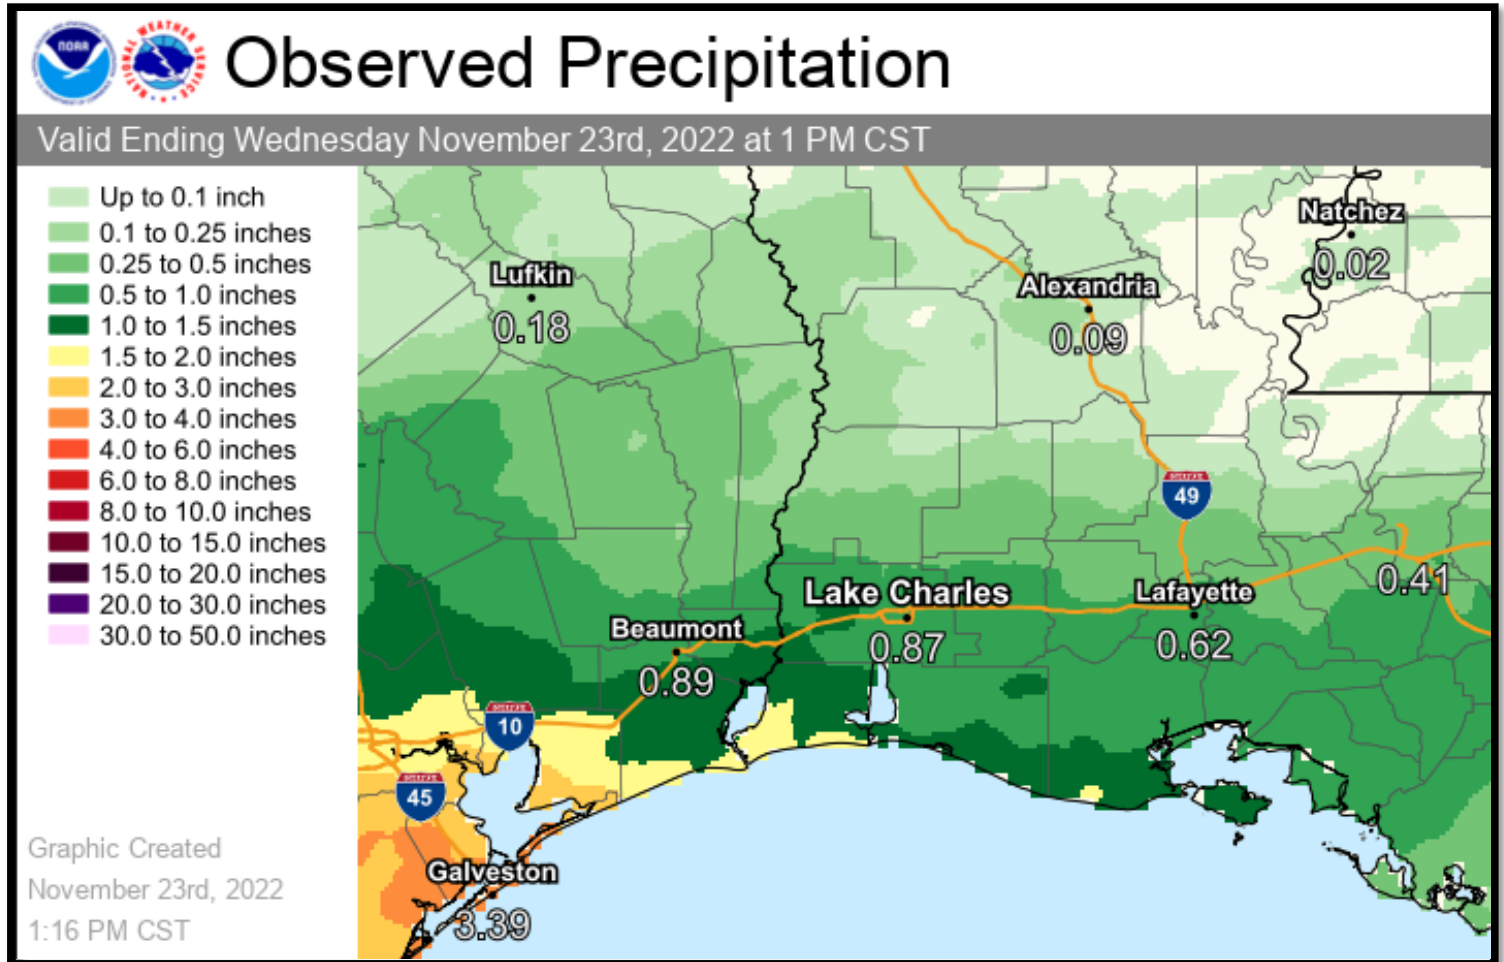 NOAA
NATIONAL WEATHER SERVICE
Observed Precipitation
Valid Ending Wednesday November 23rd, 2022 at 1 PM CST
Up to 0.1 inch
0.1 to 0.25 inches
0.25 to 0.5 inches
0.5 to 1.0 inches
1.0 to 1.5 inches
1.5 to 2.0 inches
2.0 to 3.0 inches
3.0 to 4.0 inches
4.0 to 6.0 inches
6.0 to 8.0 inches
8.0 to 10.0 inches
10.0 to 15.0 inches
15.0 to 20.0 inches
20.0 to 30.0 inches
30.0 to 50.0 inches
Graphic Created
November 23rd, 2022
1:16 PM CST
Natchez
0.02
Lufkin
0.18
Alexandria
0.09
49
0.41
Lake Charles
0.87
Lafayette
0.62
Beaumont
0.89
10
45
Galveston
3.39